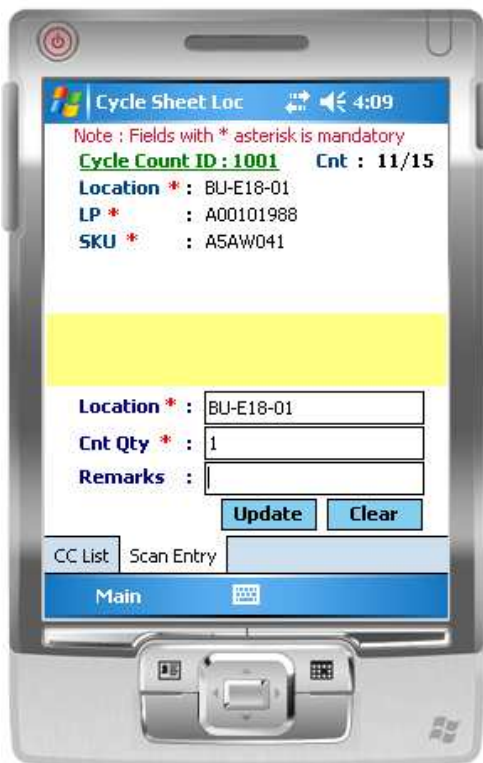 Cycle Sheet Loc 4:09
Note : Fields with * asterisk is mandatory
Cycle Count ID : 1001 Cnt : 11/15
Location * : BU-E18-01
LP * : A00101988
SKU * : A5AW041
Location * : BU-E18-01
Cnt Qty * : 1
Remarks :
Update Clear
CC List Scan Entry
Main